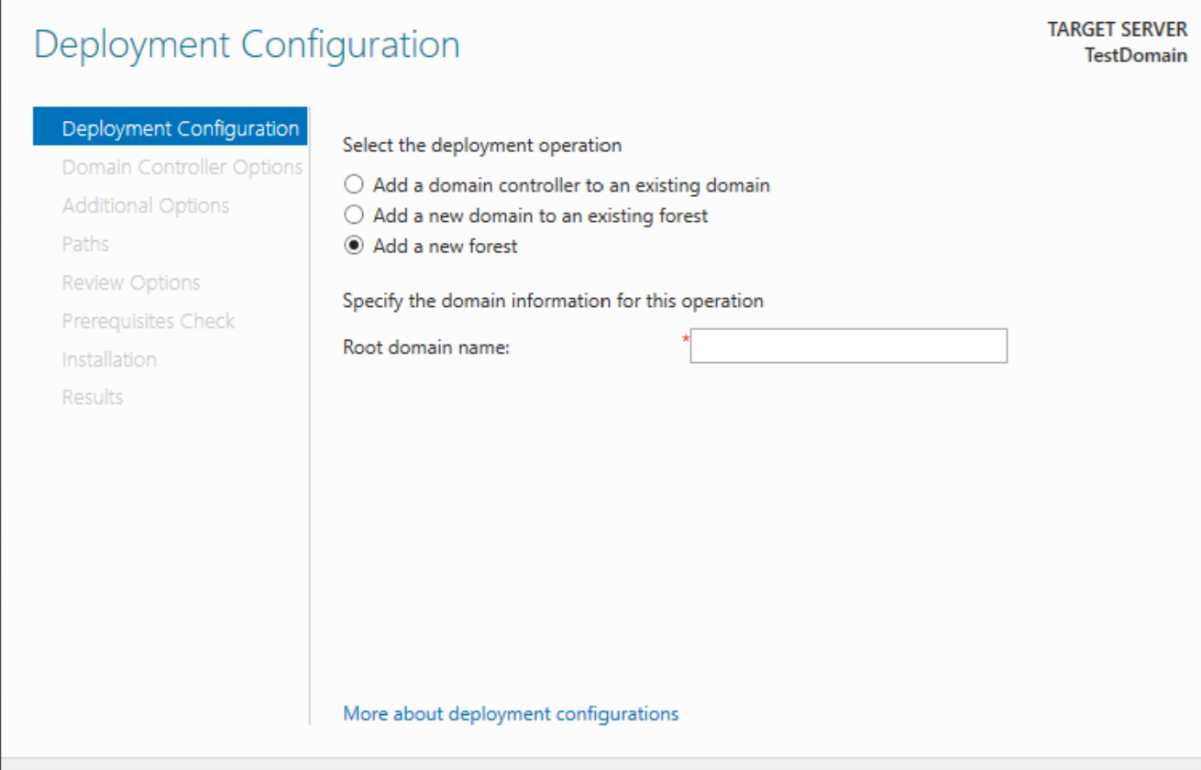 Deployment Configuration
TARGET SERVER
TestDomain
Deployment Configuration
Domain Controller Options
Additional Options
Paths
Review Options
Prerequisites Check
Installation
Results
Select the deployment operation
Add a domain controller to an existing domain
Add a new domain to an existing forest
Add a new forest
Specify the domain information for this operation
Root domain name:
*
More about deployment configurations